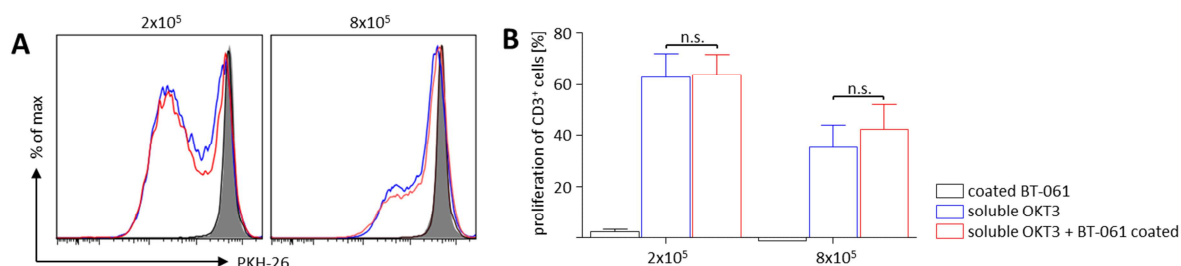 A
2x10⁵
8x10⁵
% of max
PKH-26
B
proliferation of CD3⁺ cells [%]
80
60
40
20
n.s.
n.s.
2x10⁵
8x10⁵
coated BT-061
soluble OKT3
soluble OKT3 + BT-061 coated